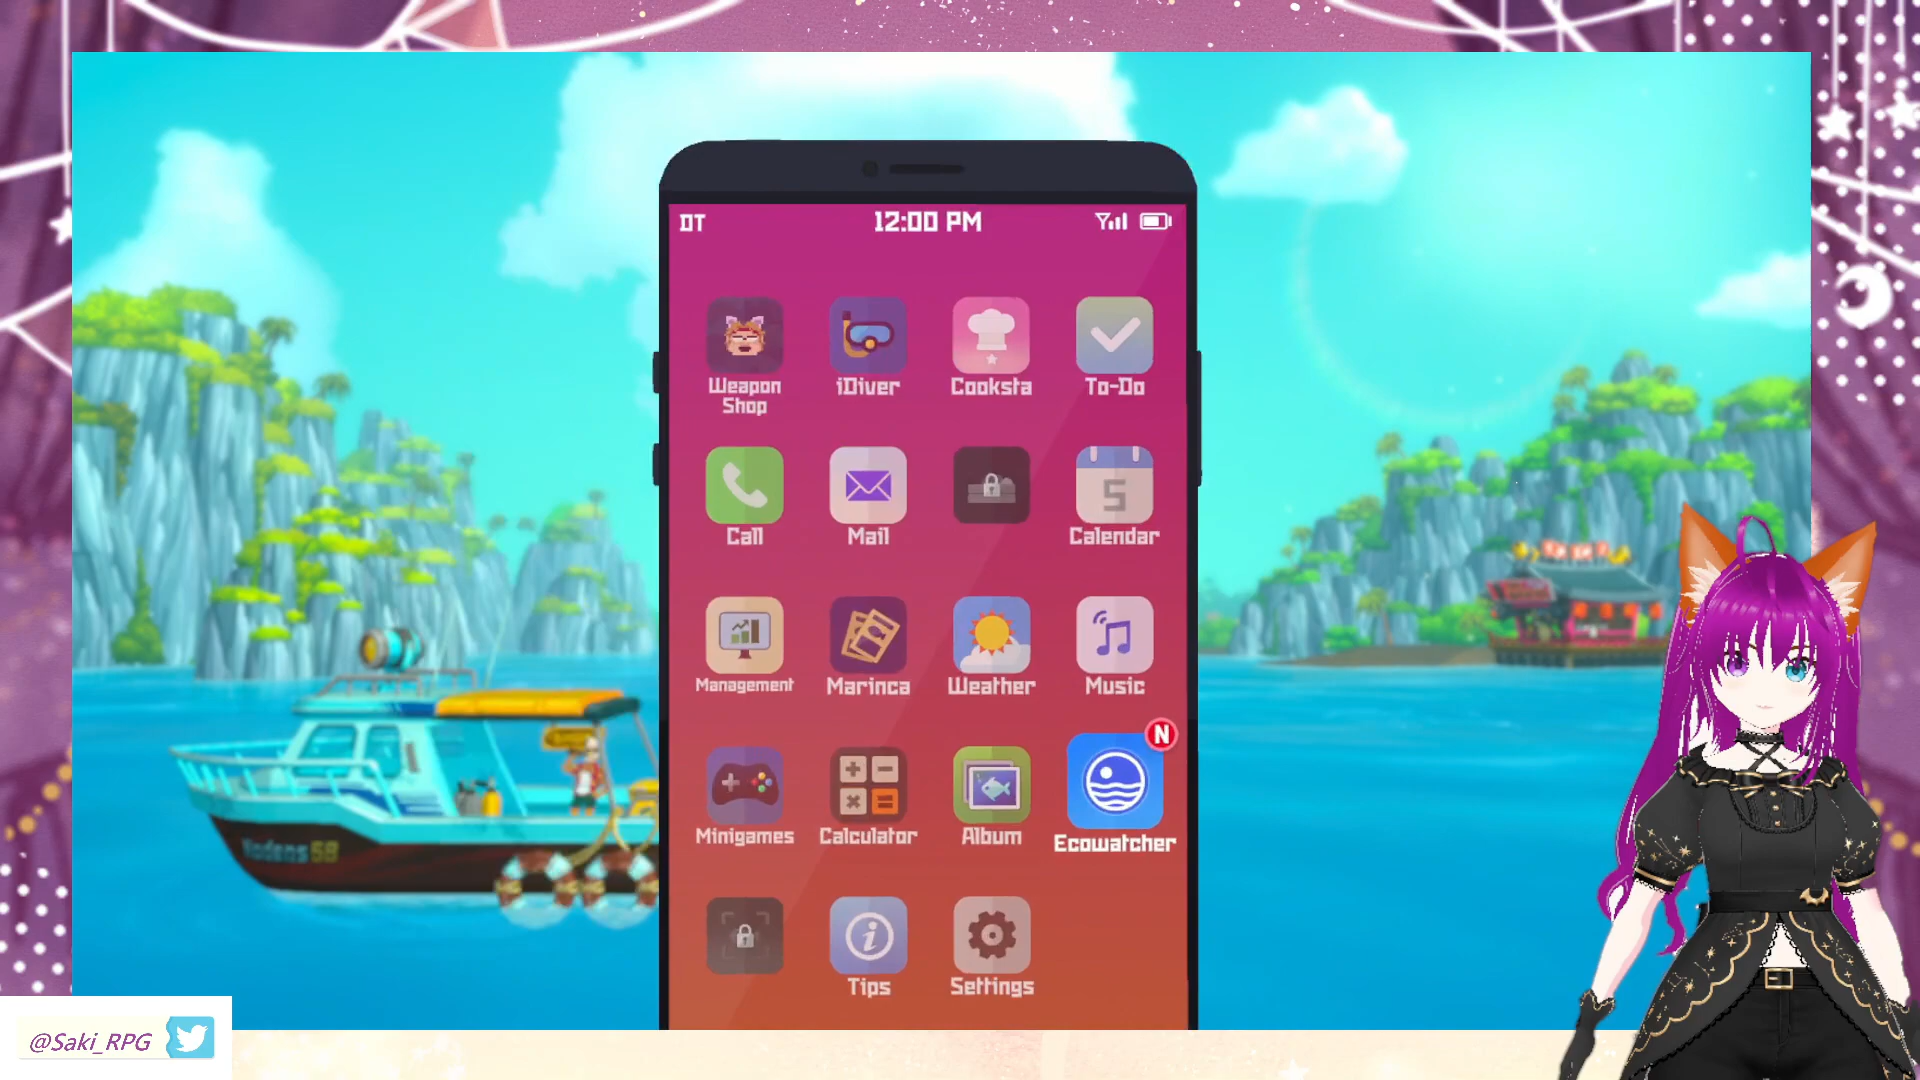 DT 12:00 PM
Weapon
Shop
iDiver
Cooksta
To-Do
Call
Mail
5
Calendar
Management
Marinca
Weather
Music
N
Minigames
Calculator
Album
Ecowatcher
Tips
Settings
@Saki_RPG